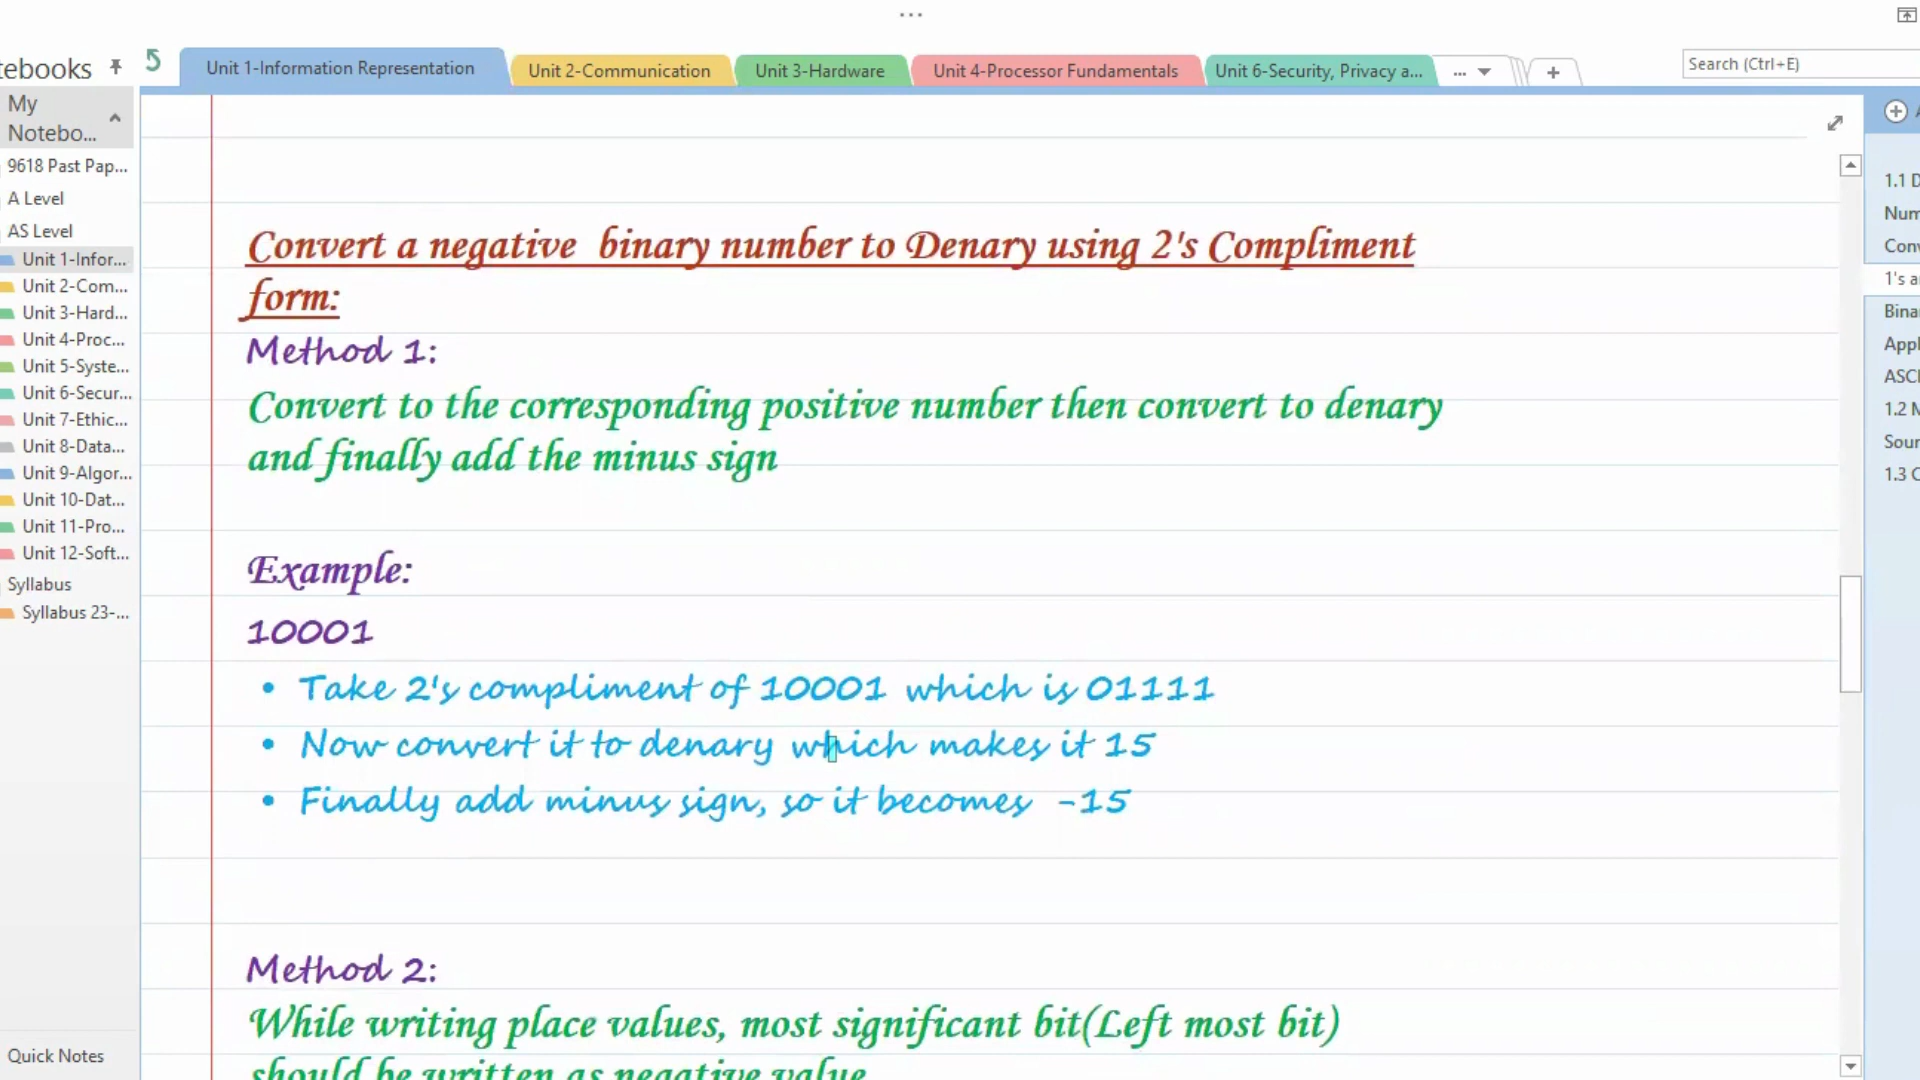 ...
Unit 1-Information Representation
Unit 2-Communication
Unit 3-Hardware
Unit 4-Processor Fundamentals
Unit 6-Security, Privacy a...
...
+
Search (Ctrl+E)
tebooks
My
Notebo...
9618 Past Pap...
A Level
AS Level
Unit 1-Infor...
Unit 2-Com...
Unit 3-Hard...
Unit 4-Proc...
Unit 5-Syste...
Unit 6-Secur...
Unit 7-Ethic...
Unit 8-Data...
Unit 9-Algor...
Unit 10-Dat...
Unit 11-Pro...
Unit 12-Soft...
Syllabus
Syllabus 23-...
Quick Notes
Convert a negative binary number to Denary using 2's Compliment
form:
Method 1:
Convert to the corresponding positive number then convert to denary
and finally add the minus sign
Example:
10001
• Take 2's compliment of 10001 which is 01111
• Now convert it to denary which makes it 15
• Finally add minus sign, so it becomes -15
Method 2:
While writing place values, most significant bit(Left most bit)
should be written as negative value
1.1 D
Num
Conv
1's a
Bina
Appl
ASCI
1.2 M
Sour
1.3 C